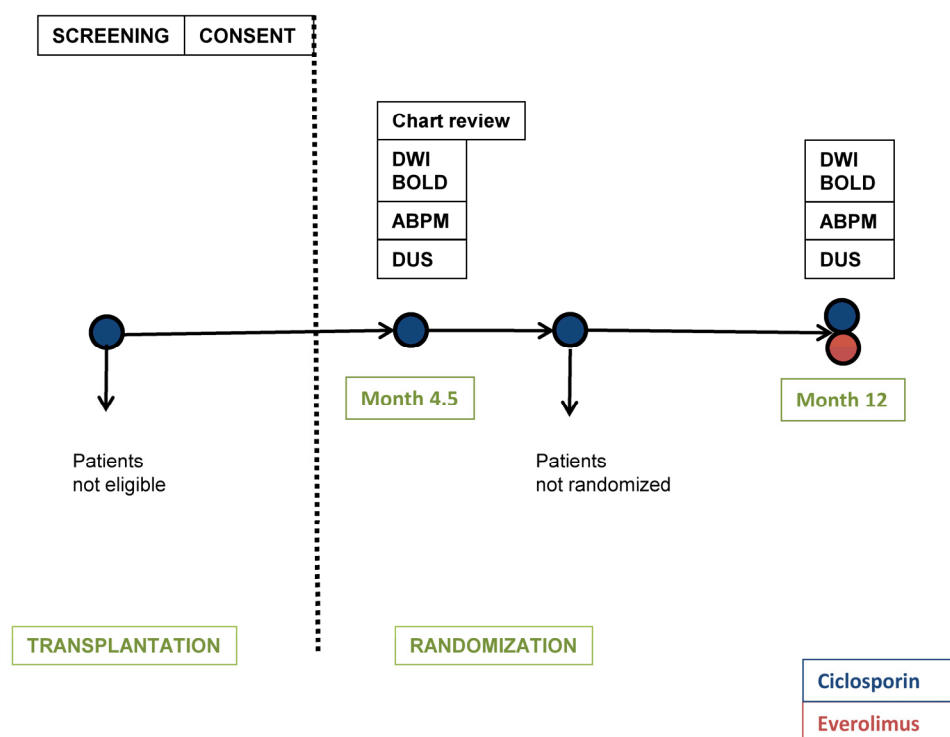 SCREENING CONSENT
Chart review
DWI
BOLD
ABPM
DUS
DWI
BOLD
ABPM
DUS
Month 4.5
Month 12
Patients
not eligible
Patients
not randomized
TRANSPLANTATION
RANDOMIZATION
Ciclosporin
Everolimus